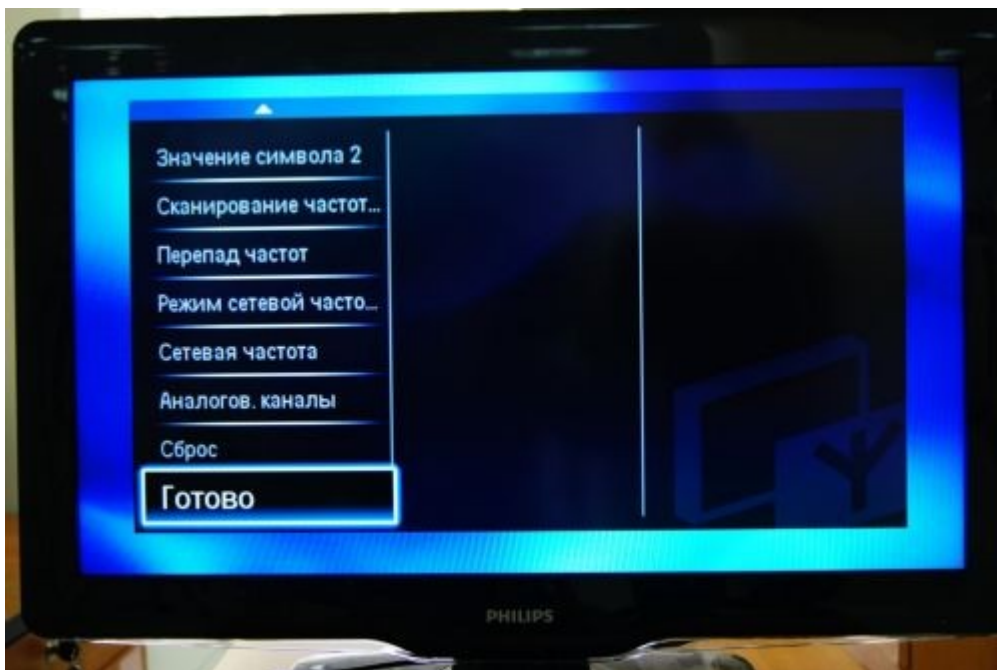 Значение символа 2
Сканирование частот...
Перепад частот
Режим сетевой часто...
Сетевая частота
Аналогов. каналы
Сброс
Готово
PHILIPS